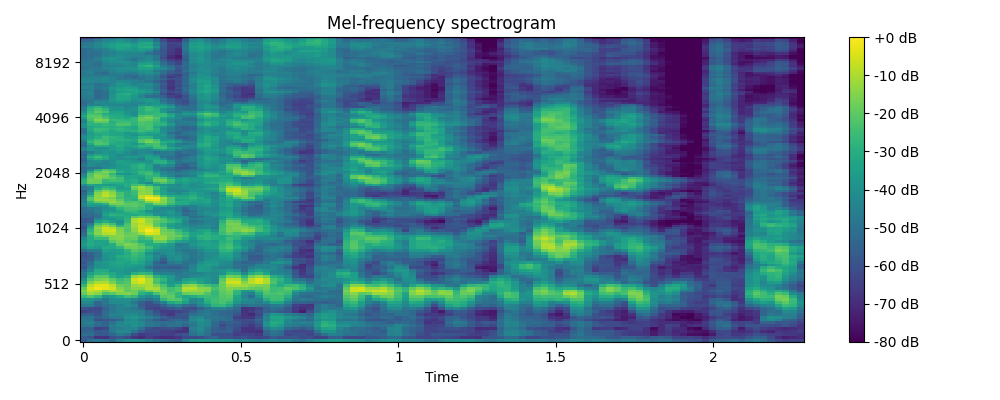 Mel-frequency spectrogram
+0 dB
8192
-10 dB
4096
-20 dB
-30 dB
2048
Hz
-40 dB
1024
-50 dB
-60 dB
512
-70 dB
0
-80 dB
0 0.5 1 1.5 2
Time